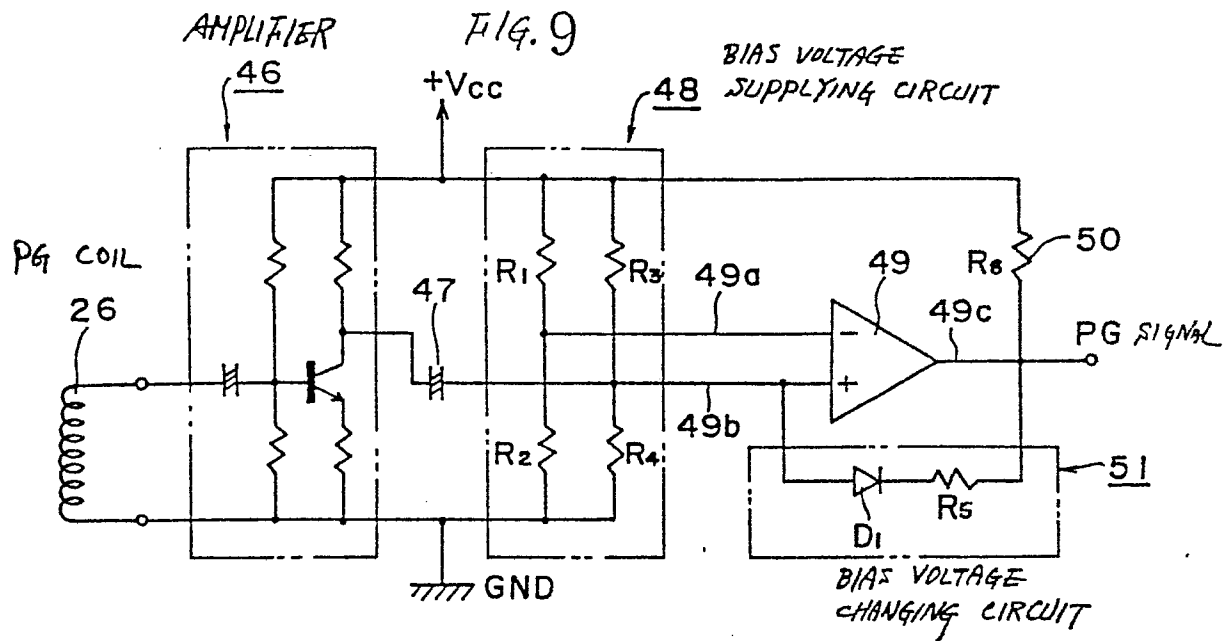 AMPLIFIER
46
FIG. 9
BIAS VOLTAGE
SUPPLYING CIRCUIT
48
+Vcc
PG COIL
26
47
R1
R3
49a
49
R6
50
49c
PG SIGNAL
−
+
49b
R2
R4
51
D1
R5
GND
BIAS VOLTAGE
CHANGING CIRCUIT